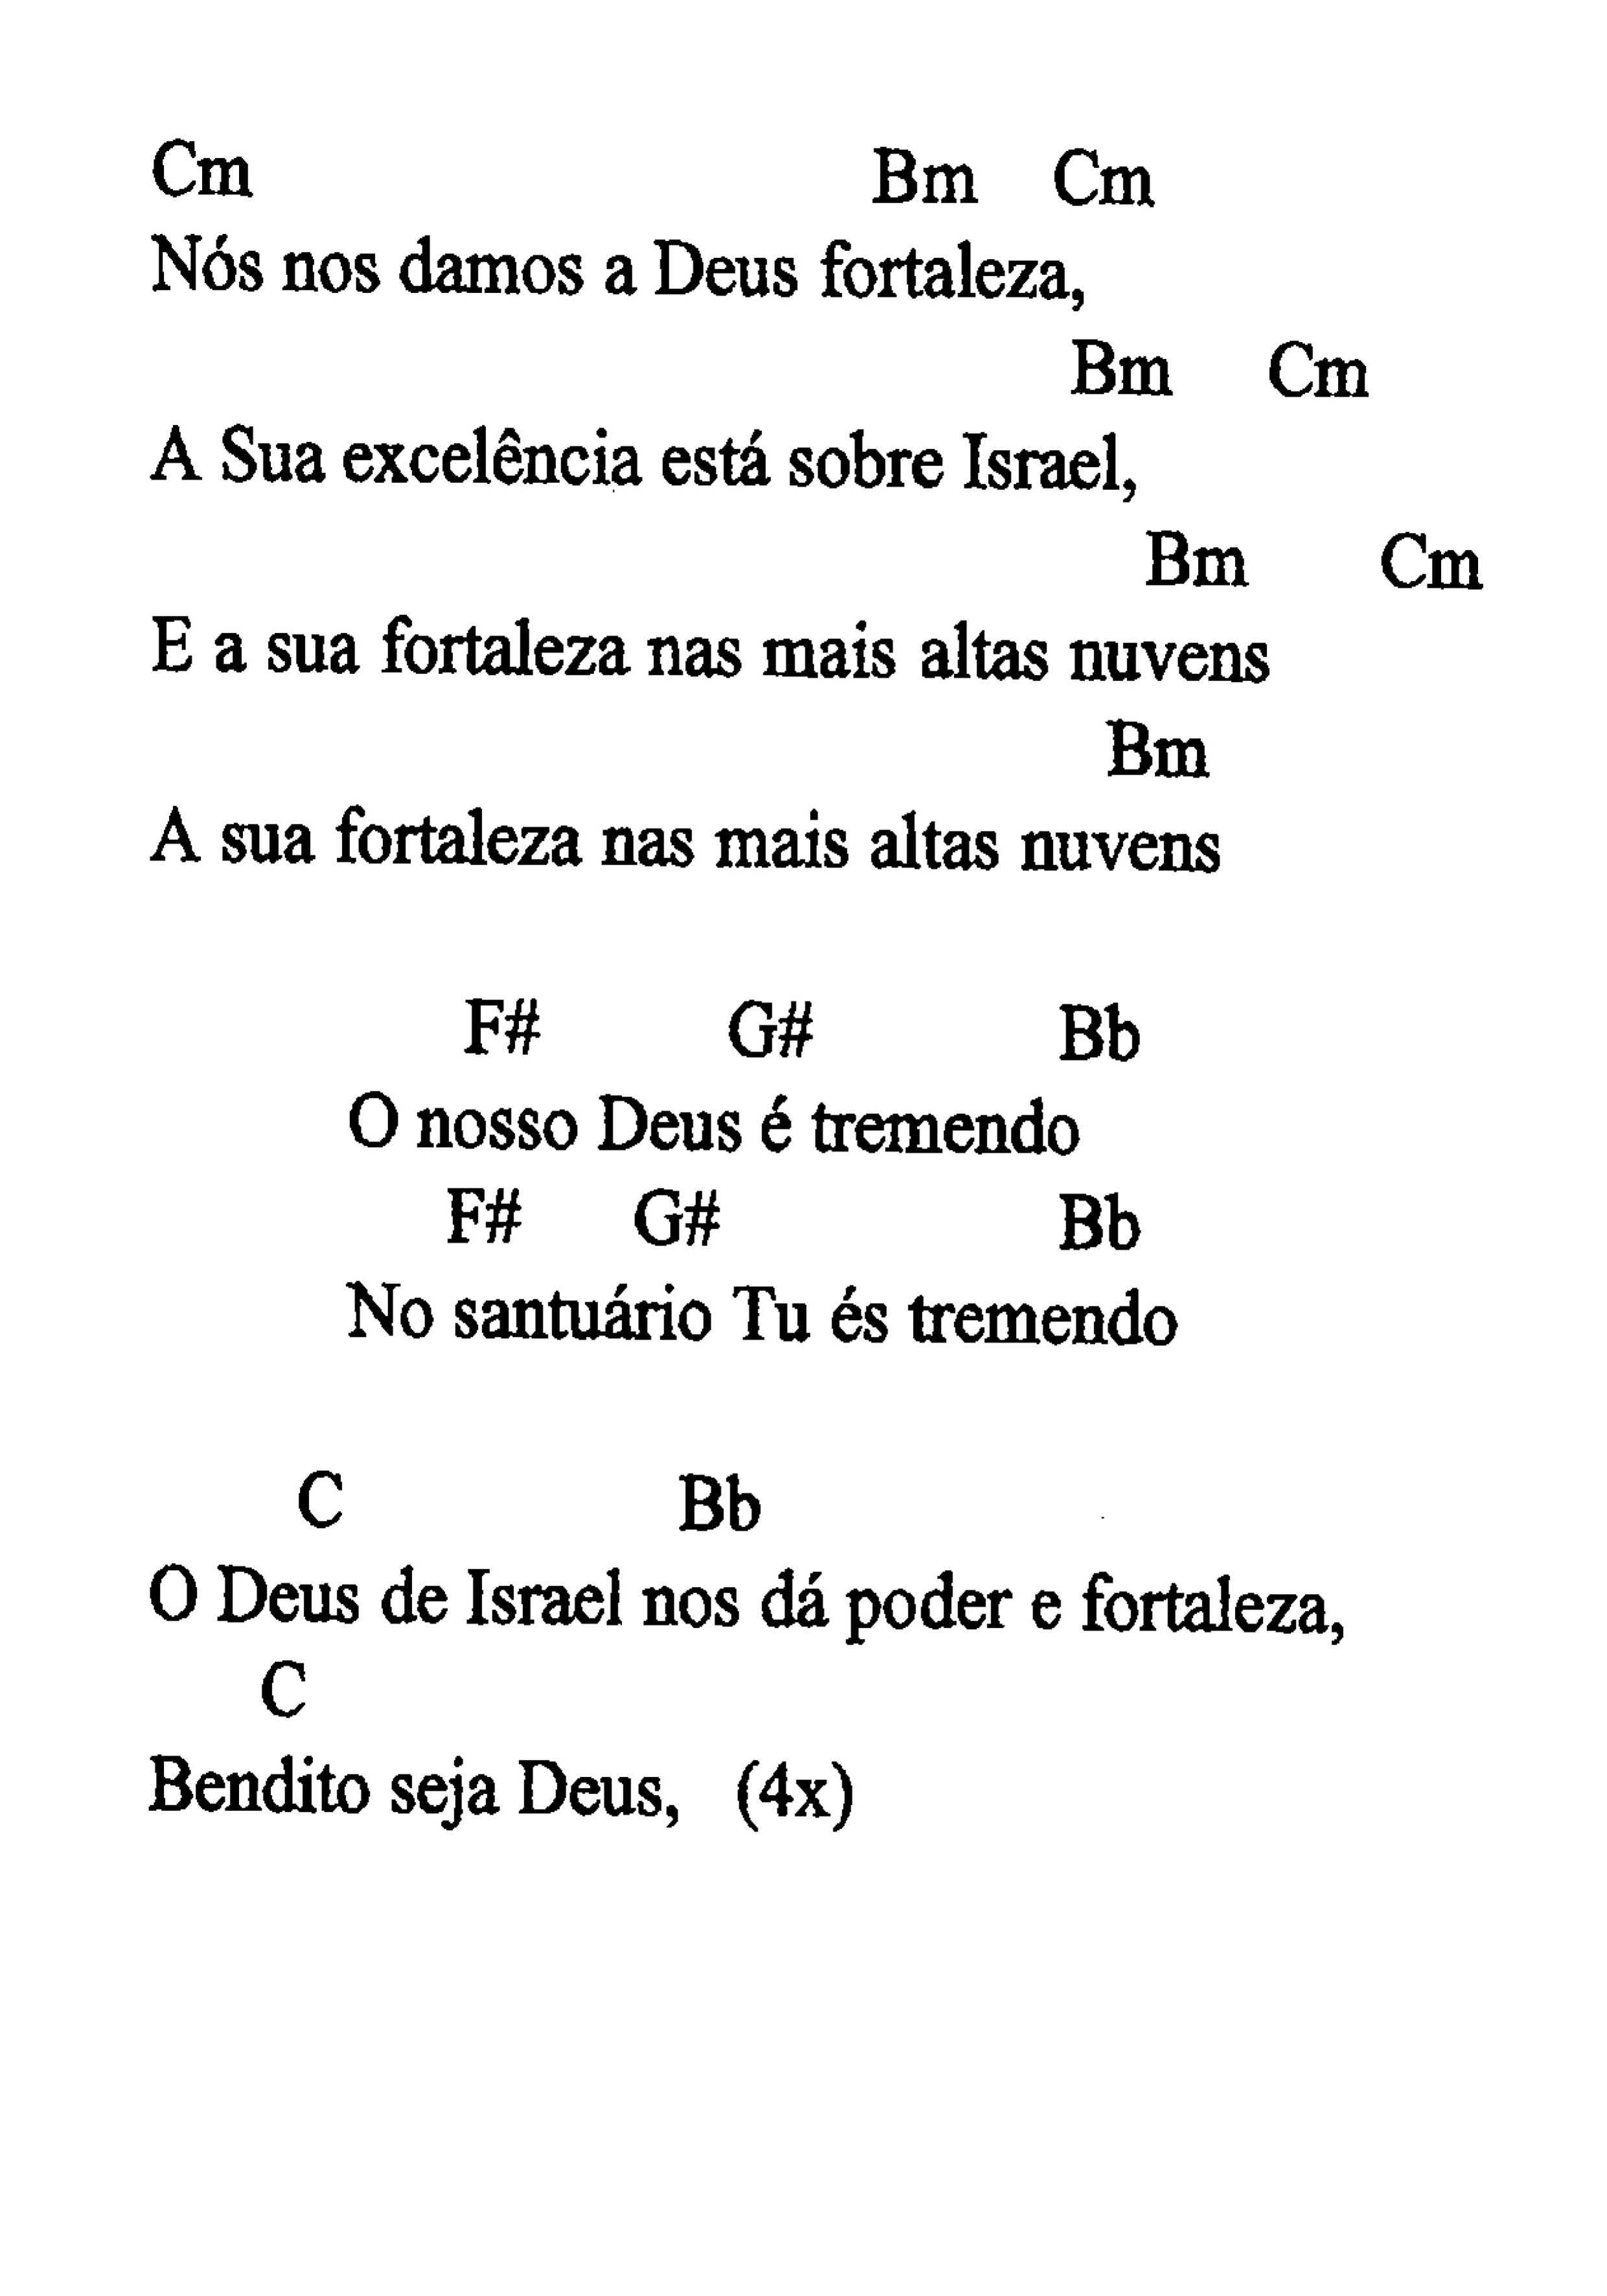 Cm Bm Cm
Nós nos damos a Deus fortaleza,
Bm Cm
A Sua excelência está sobre Israel,
Bm Cm
E a sua fortaleza nas mais altas nuvens
Bm
A sua fortaleza nas mais altas nuvens
F# G# Bb
O nosso Deus é tremendo
F# G# Bb
No santuário Tu és tremendo
C Bb
O Deus de Israel nos dá poder e fortaleza,
C
Bendito seja Deus, (4x)